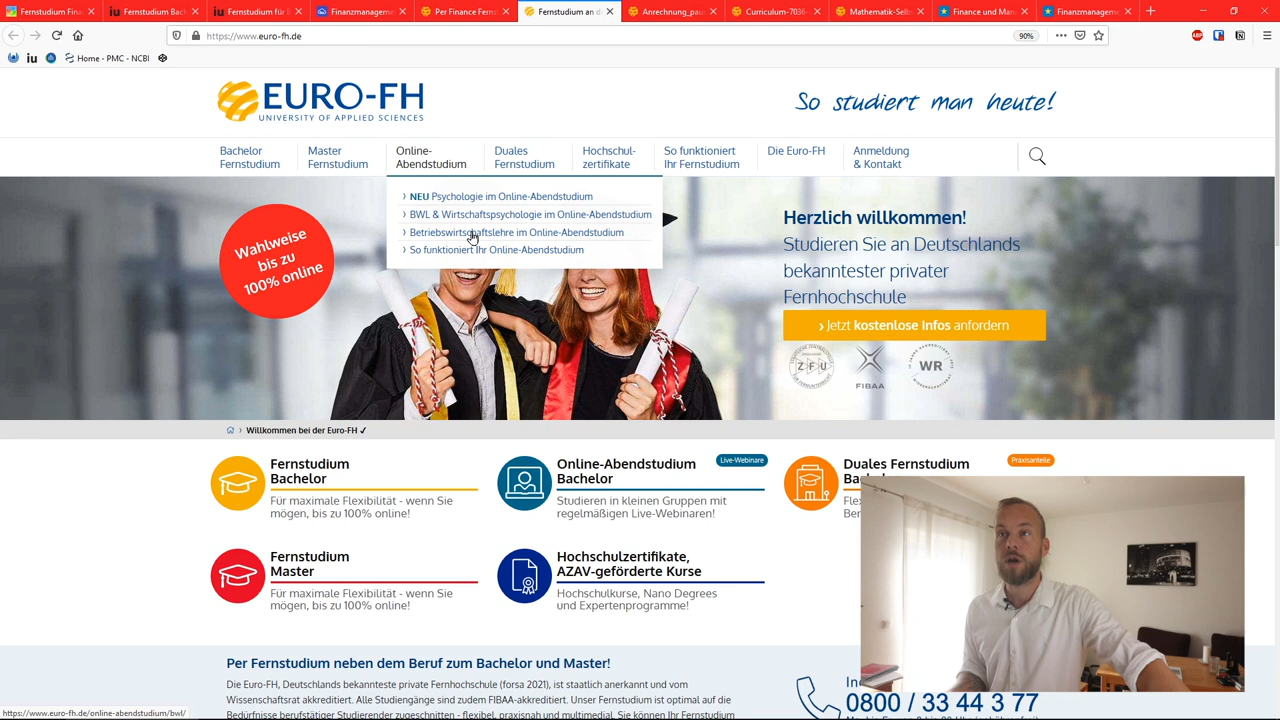 Fernstudium Fina
Fernstudium Bach
Fernstudium für B
Finanzmanageme
Per Finance Fernst
Fernstudium an d
Anrechnung_pau
Curriculum-7036-
Mathematik-Selbs
Finance und Man
Finanzmanageme
https://www.euro-fh.de
90%
iu
Home - PMC - NCBI
EURO-FH
UNIVERSITY OF APPLIED SCIENCES
So studiert man heute!
Bachelor
Fernstudium
Master
Fernstudium
Online-
Abendstudium
Duales
Fernstudium
Hochschul-
zertifikate
So funktioniert
Ihr Fernstudium
Die Euro-FH
Anmeldung
& Kontakt
› NEU Psychologie im Online-Abendstudium
› BWL & Wirtschaftspsychologie im Online-Abendstudium
› Betriebswirtschaftslehre im Online-Abendstudium
› So funktioniert Ihr Online-Abendstudium
Wahlweise
bis zu
100% online
Herzlich willkommen!
Studieren Sie an Deutschlands
bekanntester privater
Fernhochschule
› Jetzt kostenlose Infos anfordern
ZFU
FIBAA
WR
› Willkommen bei der Euro-FH ✓
Fernstudium
Bachelor
Für maximale Flexibilität - wenn Sie
mögen, bis zu 100% online!
Online-Abendstudium
Bachelor
Live-Webinare
Studieren in kleinen Gruppen mit
regelmäßigen Live-Webinaren!
Duales Fernstudium
Praxisanteile
Fernstudium
Master
Für maximale Flexibilität - wenn Sie
mögen, bis zu 100% online!
Hochschulzertifikate,
AZAV-geförderte Kurse
Hochschulkurse, Nano Degrees
und Expertenprogramme!
Per Fernstudium neben dem Beruf zum Bachelor und Master!
Die Euro-FH, Deutschlands bekannteste private Fernhochschule (forsa 2021), ist staatlich anerkannt und vom
Wissenschaftsrat akkreditiert. Alle Studiengänge sind zudem FIBAA-akkreditiert. Unser Fernstudium ist optimal auf die
Bedürfnisse berufstätiger Studierender zugeschnitten - flexibel, praxisnah und multimedial. Sie können Ihr Fernstudium
0800 / 33 44 3 77
https://www.euro-fh.de/online-abendstudium/bwl/